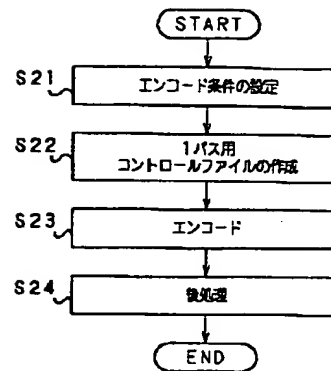 START
S21
エンコード条件の設定
S22
1パス用
コントロールファイルの作成
S23
エンコード
S24
後処理
END